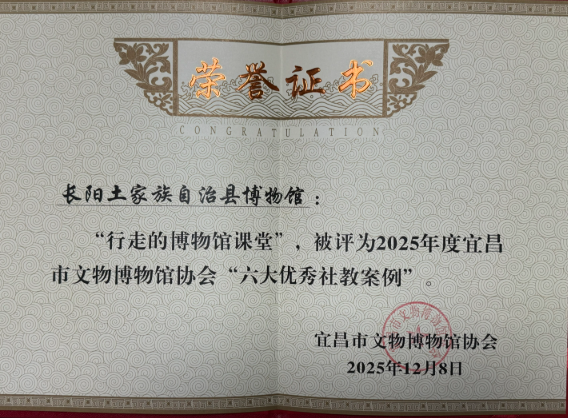 荣誉证书
CONGRATULATION
长阳土家族自治县博物馆：
“行走的博物馆课堂”，被评为2025年度宜昌
市文物博物馆协会“六大优秀社教案例”。
宜昌市文物博物馆协会
2025年12月8日